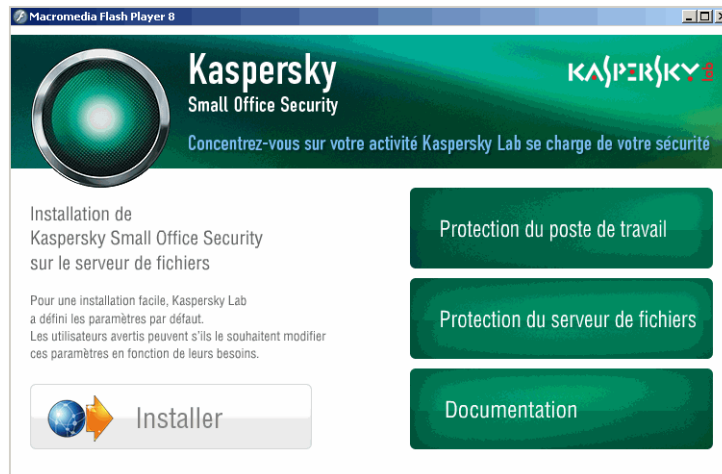 Macromedia Flash Player 8
Kaspersky
Small Office Security
KASPERSKY lab
Concentrez-vous sur votre activité Kaspersky Lab se charge de votre sécurité
Installation de
Kaspersky Small Office Security
sur le serveur de fichiers
Pour une installation facile, Kaspersky Lab
a défini les paramètres par défaut.
Les utilisateurs avertis peuvent s'ils le souhaitent modifier
ces paramètres en fonction de leurs besoins.
Installer
Protection du poste de travail
Protection du serveur de fichiers
Documentation